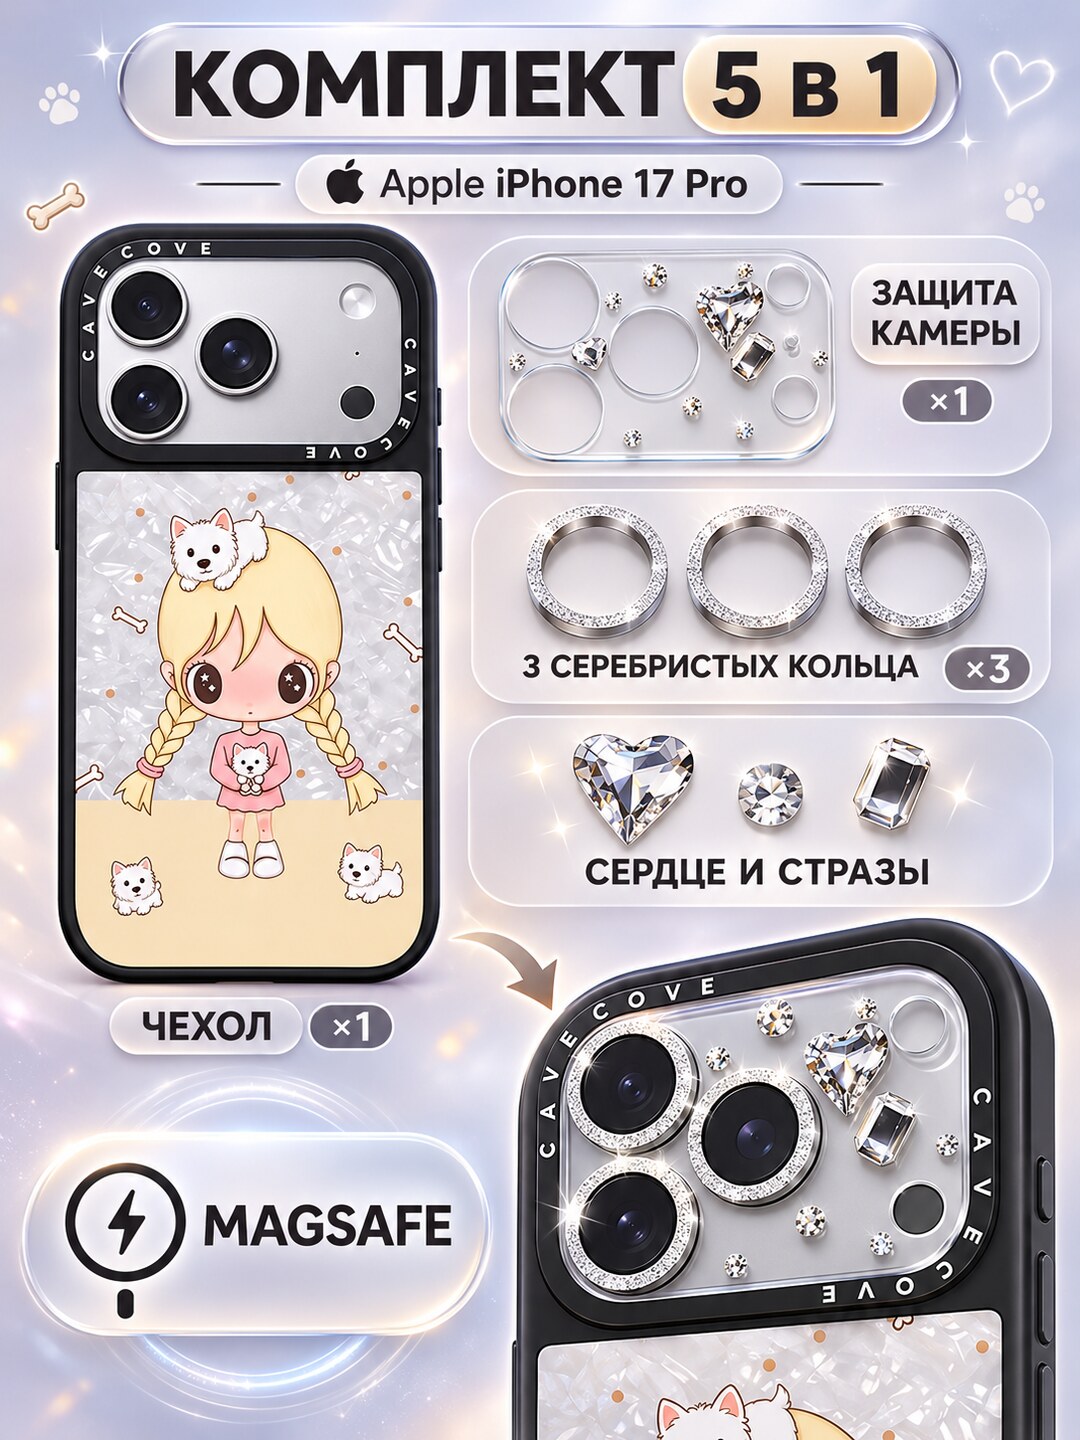 КОМПЛЕКТ 5 В 1
Apple iPhone 17 Pro
CAVE COVE
CAVE COVE
ЗАЩИТА
КАМЕРЫ
×1
3 СЕРЕБРИСТЫХ КОЛЬЦА ×3
СЕРДЦЕ И СТРАЗЫ
ЧЕХОЛ ×1
CAVE COVE
CAVE COVE
MAGSAFE